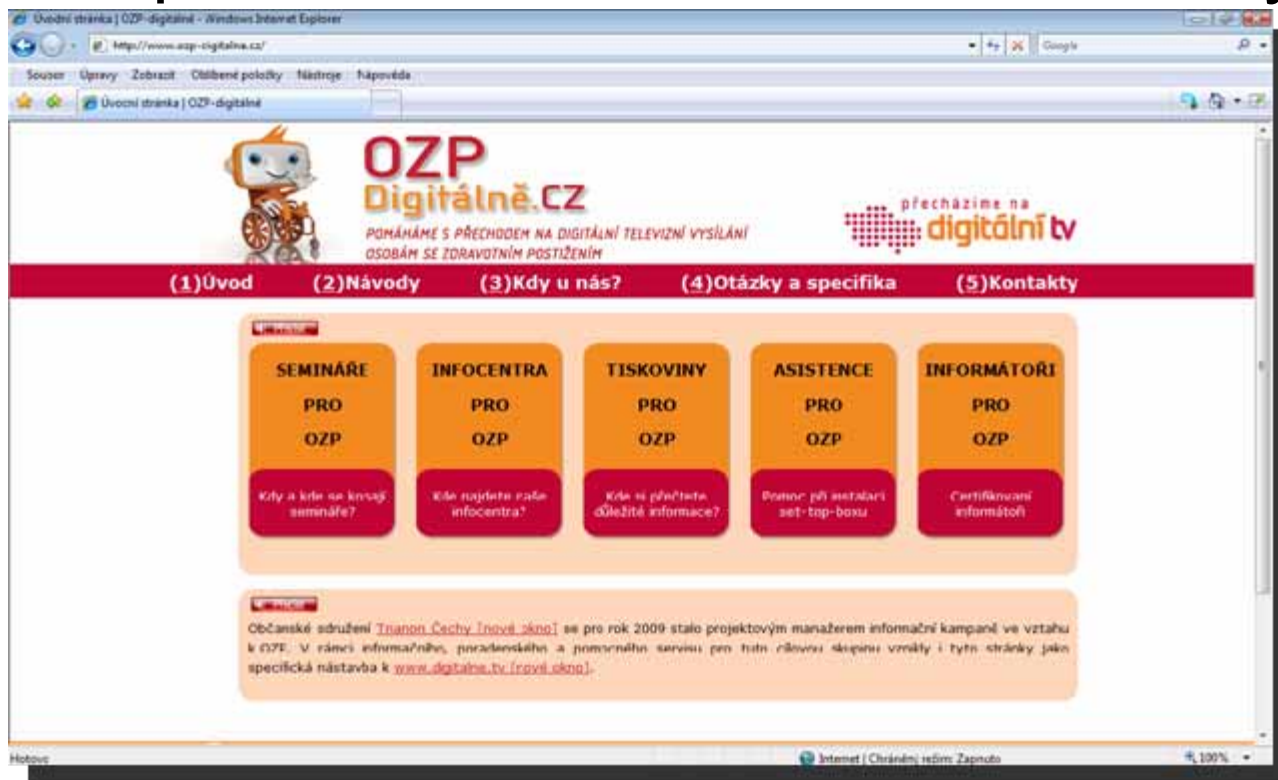 Úvodní stránka | OZP-digitálně - Windows Internet Explorer
http://www.ozp-digitalne.cz/
Google
Soubor Úpravy Zobrazit Oblíbené položky Nástroje Nápověda
Úvodní stránka | OZP-digitálně
OZP
Digitálně.cz
POMÁHÁME S PŘECHODEM NA DIGITÁLNÍ TELEVIZNÍ VYSÍLÁNÍ
OSOBÁM SE ZDRAVOTNÍM POSTIŽENÍM
přecházíme na
digitální tv
(1)Úvod (2)Návody (3)Kdy u nás? (4)Otázky a specifika (5)Kontakty
SEMINÁŘE
PRO
OZP
Kdy a kde se konají
semináře?
INFOCENTRA
PRO
OZP
Kde najdete naše
infocentra?
TISKOVINY
PRO
OZP
Kde si přečtete
důležité informace?
ASISTENCE
PRO
OZP
Pomoc při instalaci
set-top-boxu
INFORMÁTOŘI
PRO
OZP
Certifikovaní
informátoři
Občanské sdružení Trianon Čechy [nové okno] se pro rok 2009 stalo projektovým manažerem informační kampaně ve vztahu
k OZP. V rámci informačního, poradenského a pomocného servisu pro tuto cílovou skupinu vznikly i tyto stránky jako
specifická nástavba k www.digitalne.tv [nové okno].
Hotovo
Internet | Chráněný režim: Zapnuto
100%